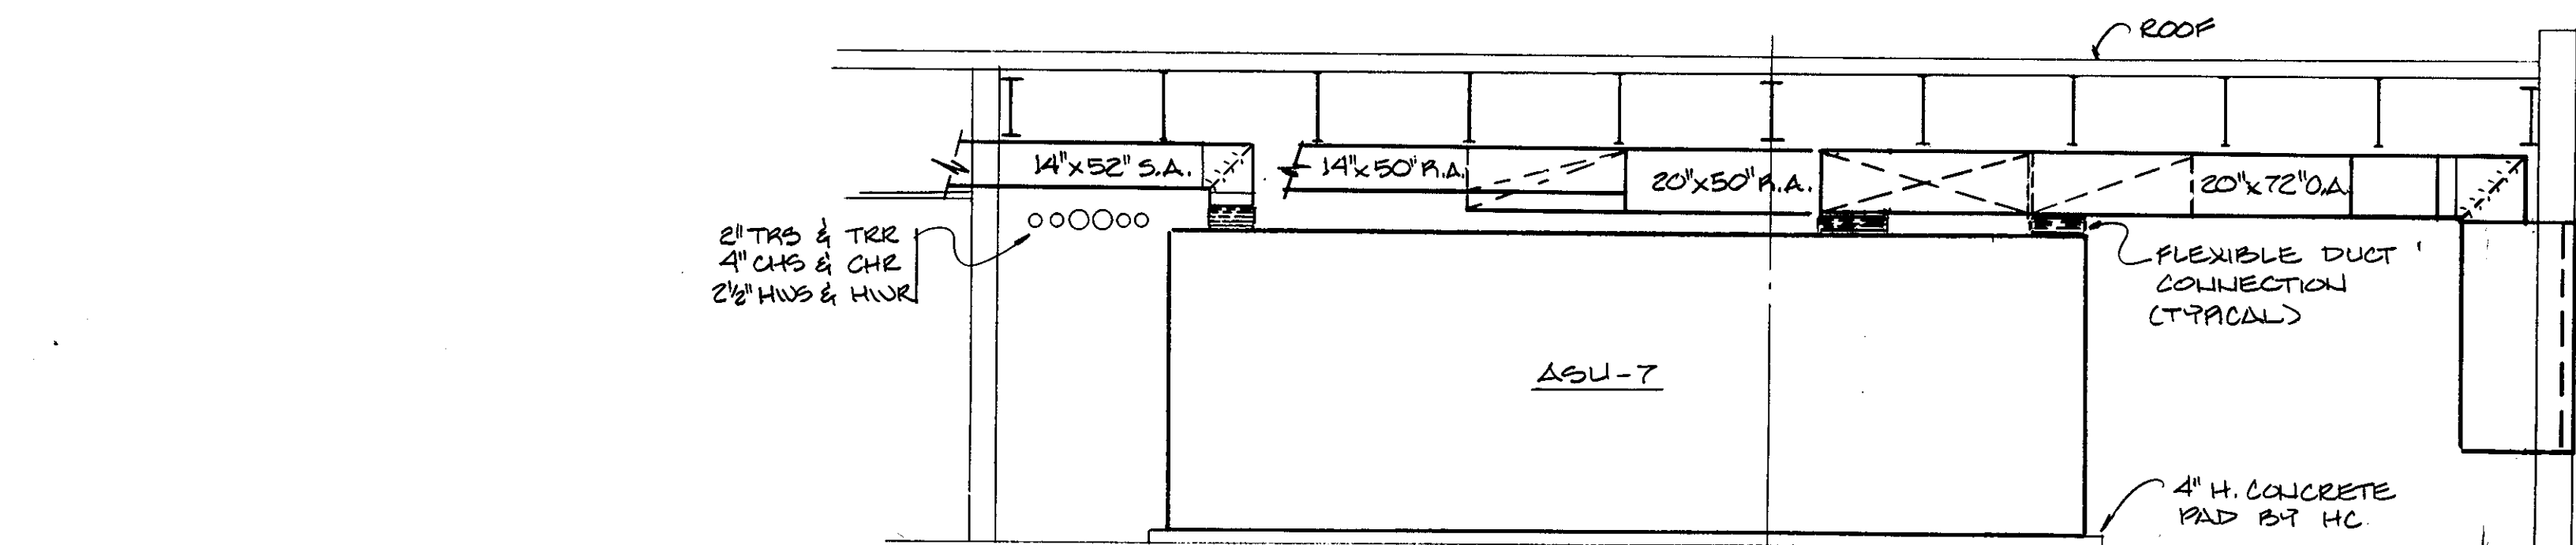 ROOF
14"x52" S.A.
14"x50" R.A.
20"x50" R.A.
20"x72" O.A.
2" TRS & TRR
4" CHS & CHR
2½" HWS & HWR
FLEXIBLE DUCT
CONNECTION
(TYPICAL)
ASU-7
4" H. CONCRETE
PAD BY HC.